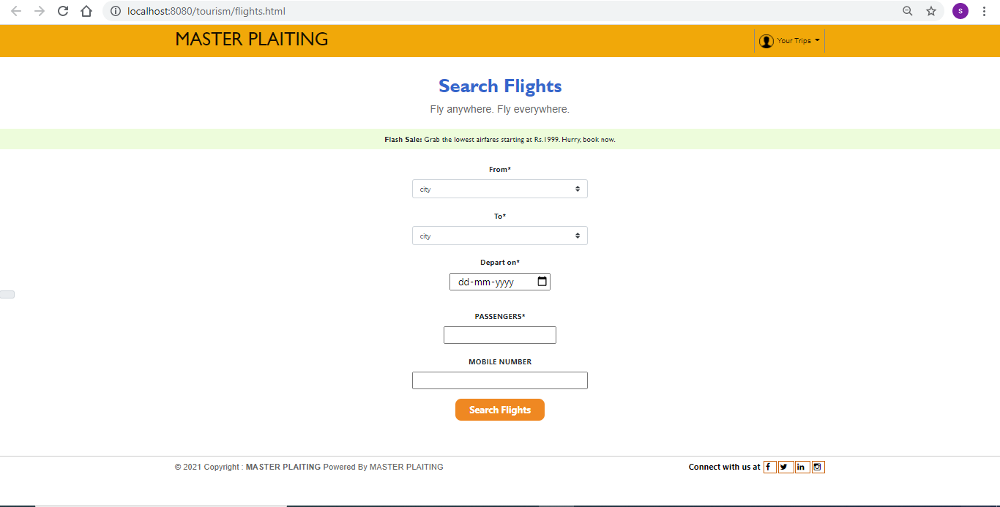 localhost:8080/tourism/flights.html
S
MASTER PLAITING
Your Trips
Search Flights
Fly anywhere. Fly everywhere.
Flash Sale: Grab the lowest airfares starting at Rs.1999. Hurry, book now.
From*
city
To*
city
Depart on*
dd-mm-yyyy
PASSENGERS*
MOBILE NUMBER
Search Flights
© 2021 Copyright : MASTER PLAITING Powered By MASTER PLAITING
Connect with us at